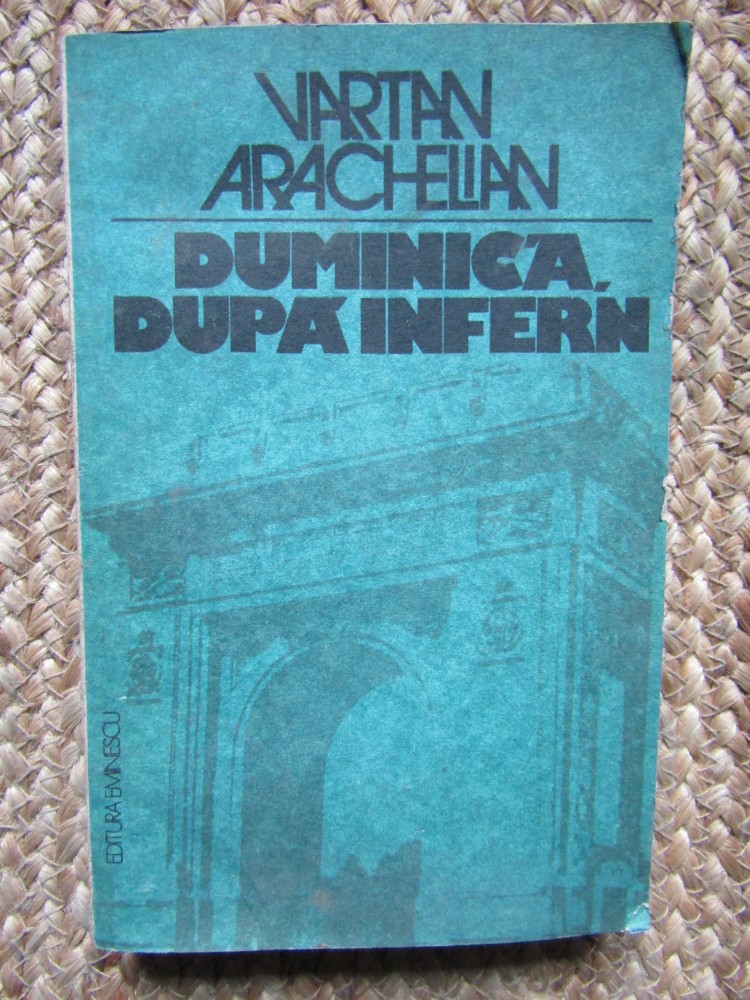 VARTAN
ARACHELIAN
DUMINICĂ,
DUPĂ INFERN
EDITURA EMINESCU